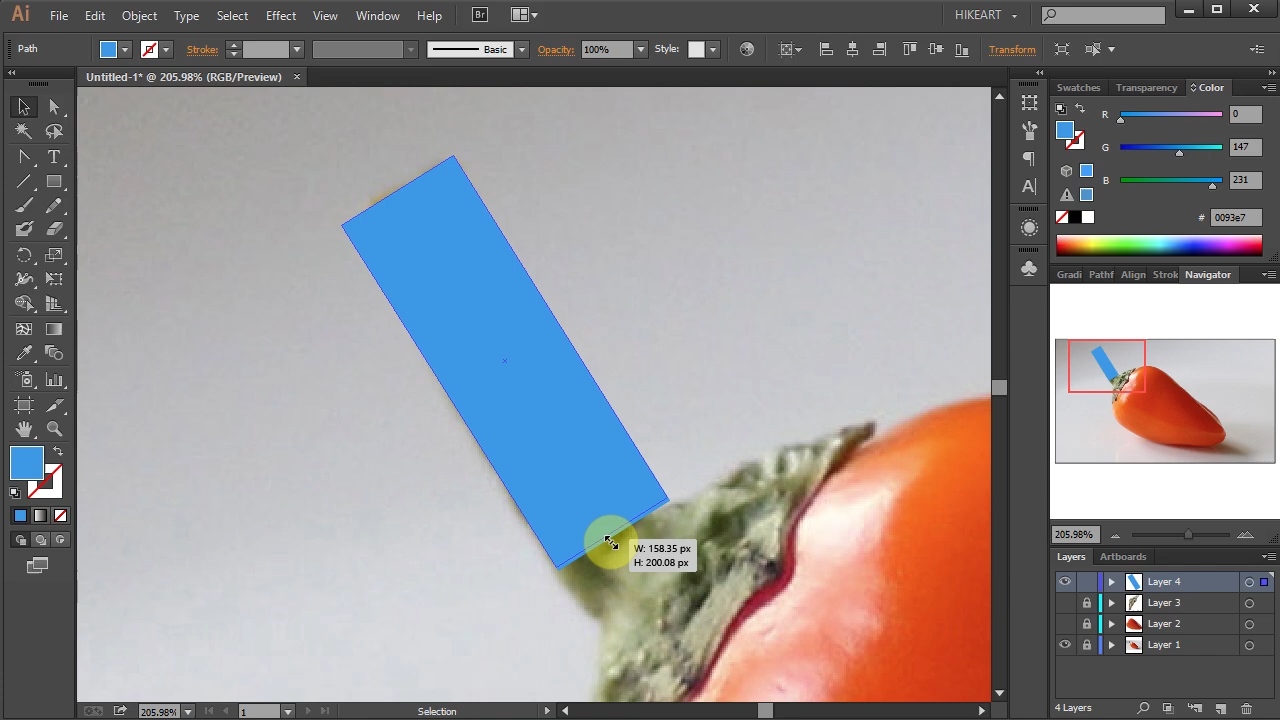 Ai File Edit Object Type Select Effect View Window Help Br HIKEART
Path Stroke: Basic Opacity: 100% Style: Transform
Untitled-1* @ 205.98% (RGB/Preview) ×
Swatches Transparency Color
R 0
G 147
B 231
# 0093e7
Gradi Pathf Align Strok Navigator
W: 158.35 px
H: 200.08 px
205.98%
Layers Artboards
Layer 4
Layer 3
Layer 2
Layer 1
4 Layers
205.98% 1 Selection